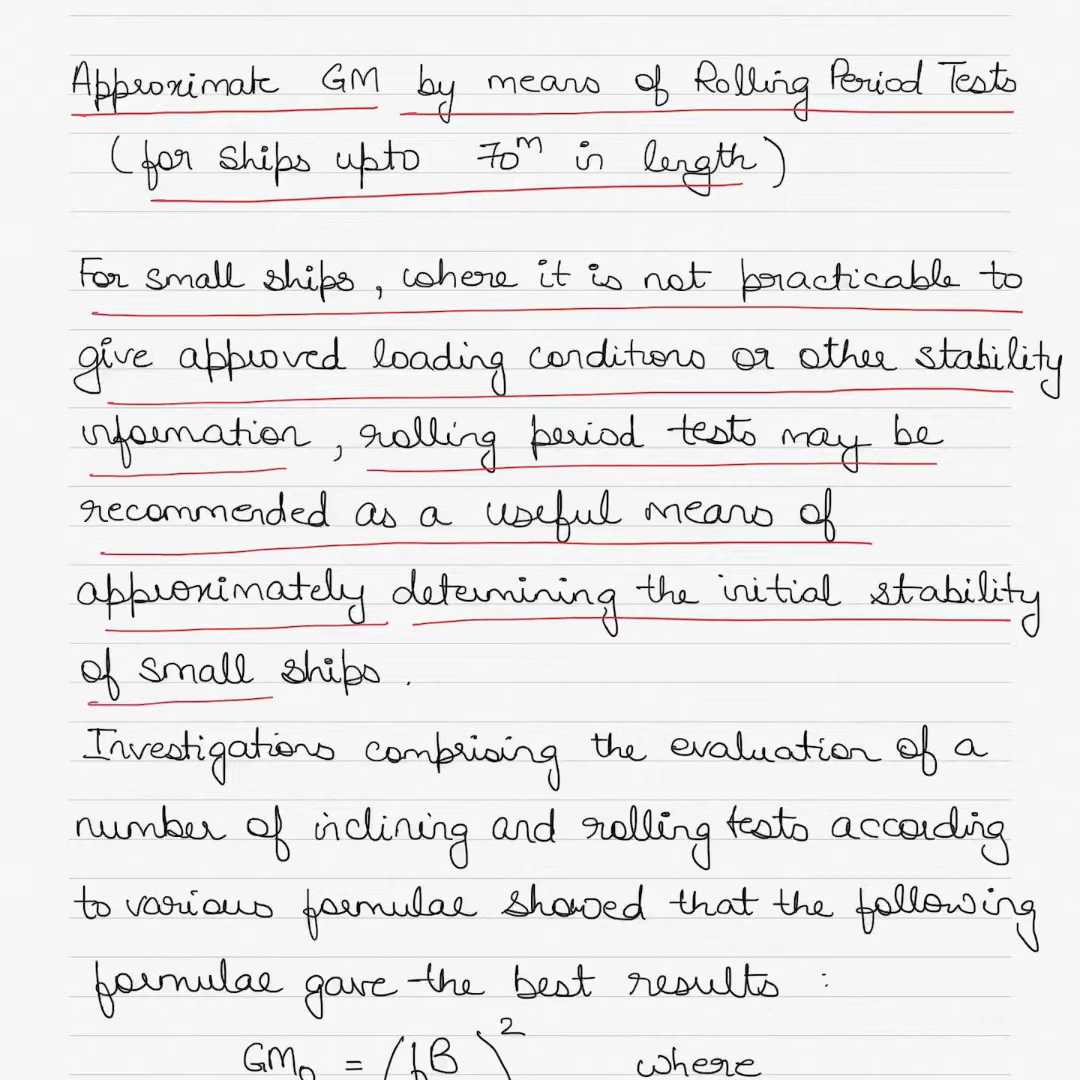 Approximate GM by means of Rolling Period Tests
(for ships upto 70m in length)
For small ships, where it is not practicable to
give approved loading conditions or other stability
information, rolling period tests may be
recommended as a useful means of
approximately determining the initial stability
of small ships.
Investigations comprising the evaluation of a
number of inclining and rolling tests according
to various formulae showed that the following
formulae gave the best results :
GM₀ = (fB )² where